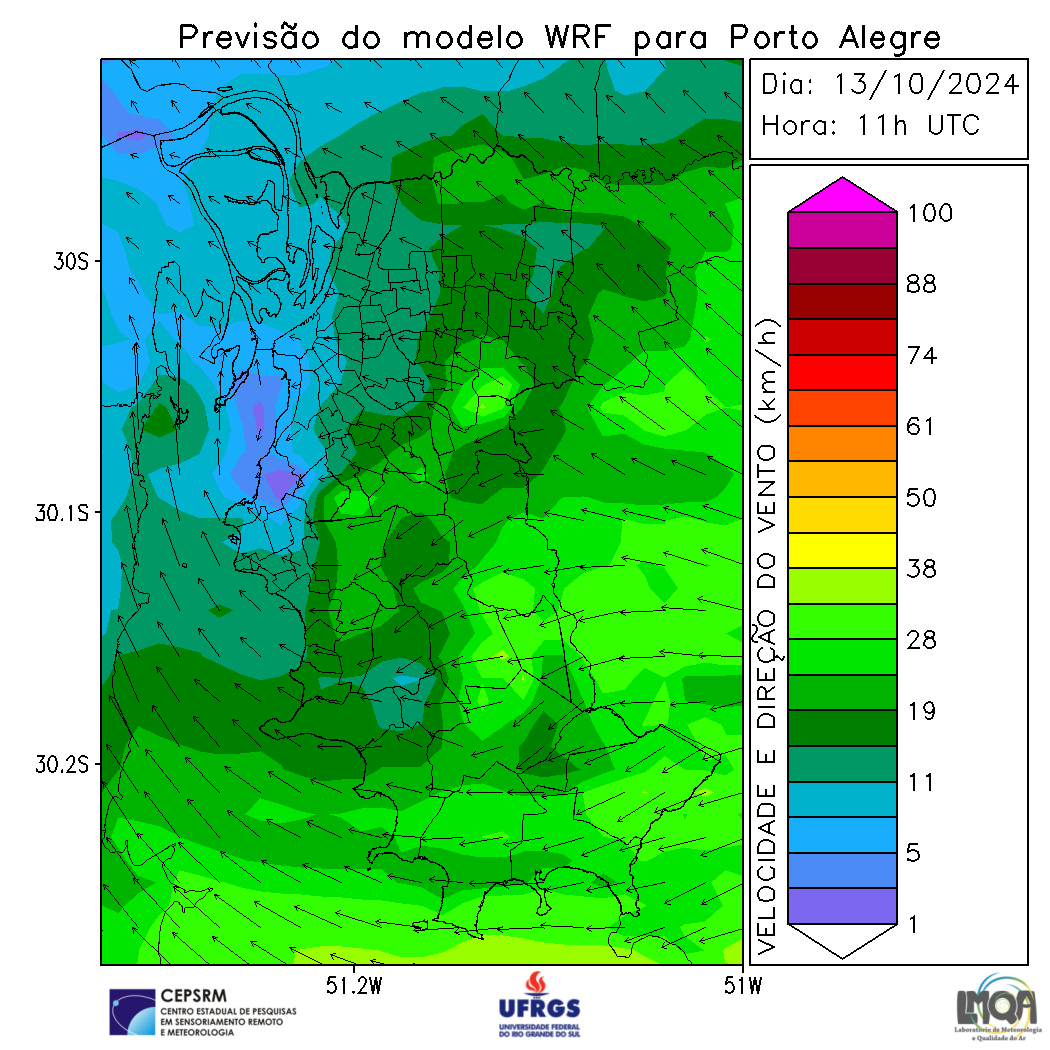 Previsão do modelo WRF para Porto Alegre
Dia: 13/10/2024
Hora: 11h UTC
30S
30.1S
30.2S
51.2W
51W
VELOCIDADE E DIREÇÃO DO VENTO (km/h)
100
88
74
61
50
38
28
19
11
5
1
CEPSRM
CENTRO ESTADUAL DE PESQUISAS
EM SENSORIAMENTO REMOTO
E METEOROLOGIA
UFRGS
UNIVERSIDADE FEDERAL
DO RIO GRANDE DO SUL
LMQA
Laboratório de Meteorologia
e Qualidade do Ar